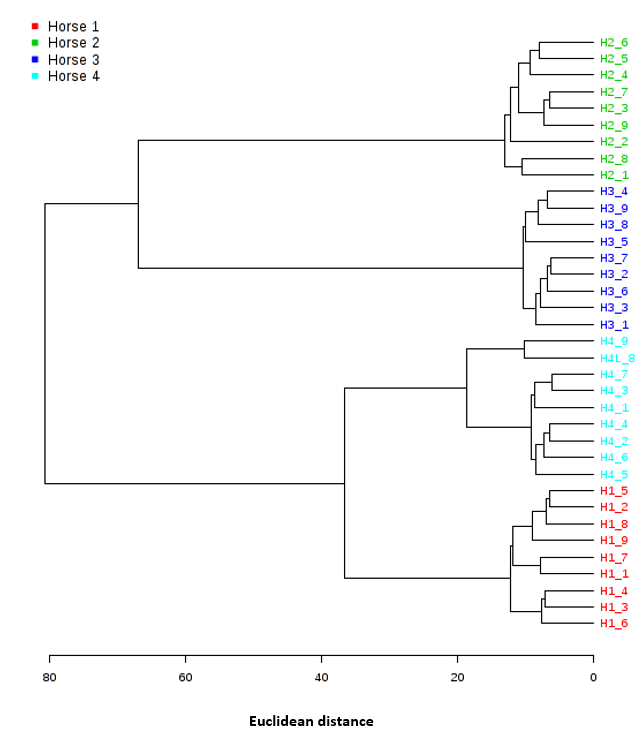 Horse 1
Horse 2
Horse 3
Horse 4
H2_6
H2_5
H2_4
H2_7
H2_3
H2_9
H2_2
H2_8
H2_1
H3_4
H3_9
H3_8
H3_5
H3_7
H3_2
H3_6
H3_3
H3_1
H4_9
H4L_8
H4_7
H4_3
H4_1
H4_4
H4_2
H4_6
H4_5
H1_5
H1_2
H1_8
H1_9
H1_7
H1_1
H1_4
H1_3
H1_6
80 60 40 20 0
Euclidean distance